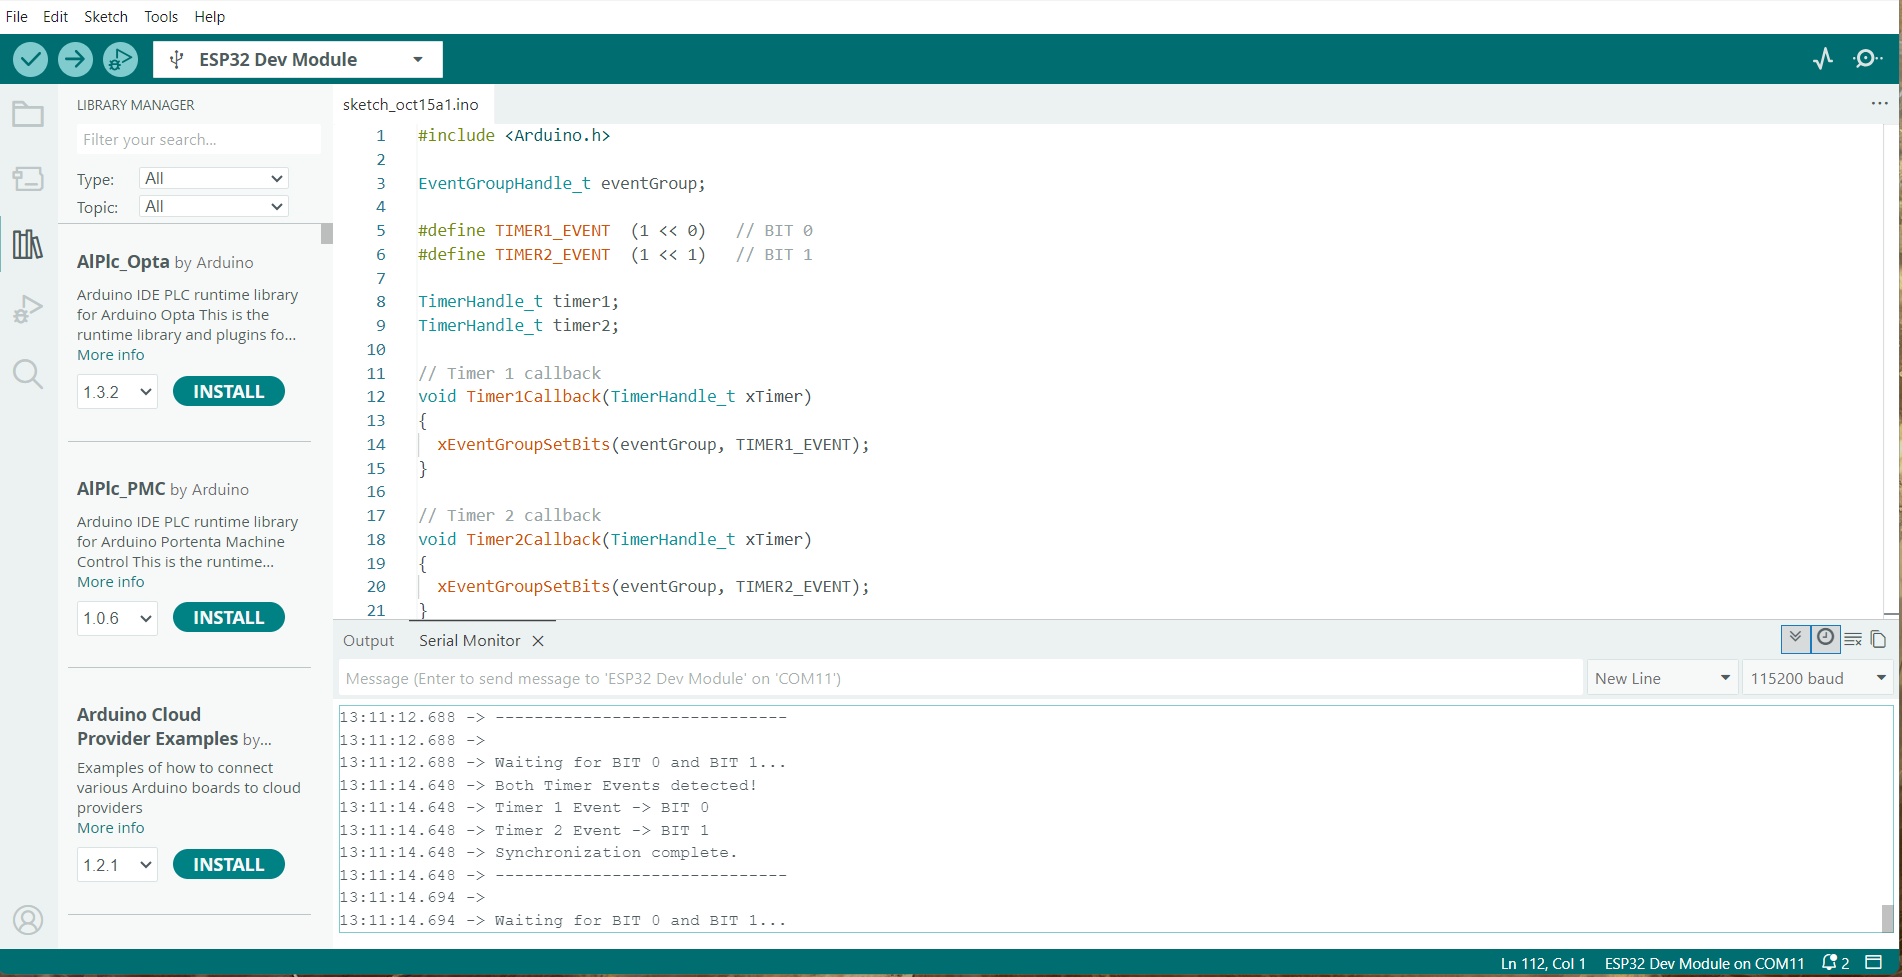 File Edit Sketch Tools Help
ESP32 Dev Module
LIBRARY MANAGER
Filter your search...
Type: All
Topic: All
AlPlc_Opta by Arduino
Arduino IDE PLC runtime library
for Arduino Opta This is the
runtime library and plugins fo...
More info
1.3.2 INSTALL
AlPlc_PMC by Arduino
Arduino IDE PLC runtime library
for Arduino Portenta Machine
Control This is the runtime...
More info
1.0.6 INSTALL
Arduino Cloud
Provider Examples by...
Examples of how to connect
various Arduino boards to cloud
providers
More info
1.2.1 INSTALL
sketch_oct15a1.ino
1 #include <Arduino.h>
2
3 EventGroupHandle_t eventGroup;
4
5 #define TIMER1_EVENT (1 << 0) // BIT 0
6 #define TIMER2_EVENT (1 << 1) // BIT 1
7
8 TimerHandle_t timer1;
9 TimerHandle_t timer2;
10
11 // Timer 1 callback
12 void Timer1Callback(TimerHandle_t xTimer)
13 {
14 xEventGroupSetBits(eventGroup, TIMER1_EVENT);
15 }
16
17 // Timer 2 callback
18 void Timer2Callback(TimerHandle_t xTimer)
19 {
20 xEventGroupSetBits(eventGroup, TIMER2_EVENT);
21 }
Output Serial Monitor
Message (Enter to send message to 'ESP32 Dev Module' on 'COM11')
New Line
115200 baud
13:11:12.688 -> ------------------------------
13:11:12.688 ->
13:11:12.688 -> Waiting for BIT 0 and BIT 1...
13:11:14.648 -> Both Timer Events detected!
13:11:14.648 -> Timer 1 Event -> BIT 0
13:11:14.648 -> Timer 2 Event -> BIT 1
13:11:14.648 -> Synchronization complete.
13:11:14.648 -> ------------------------------
13:11:14.694 ->
13:11:14.694 -> Waiting for BIT 0 and BIT 1...
Ln 112, Col 1 ESP32 Dev Module on COM11 2